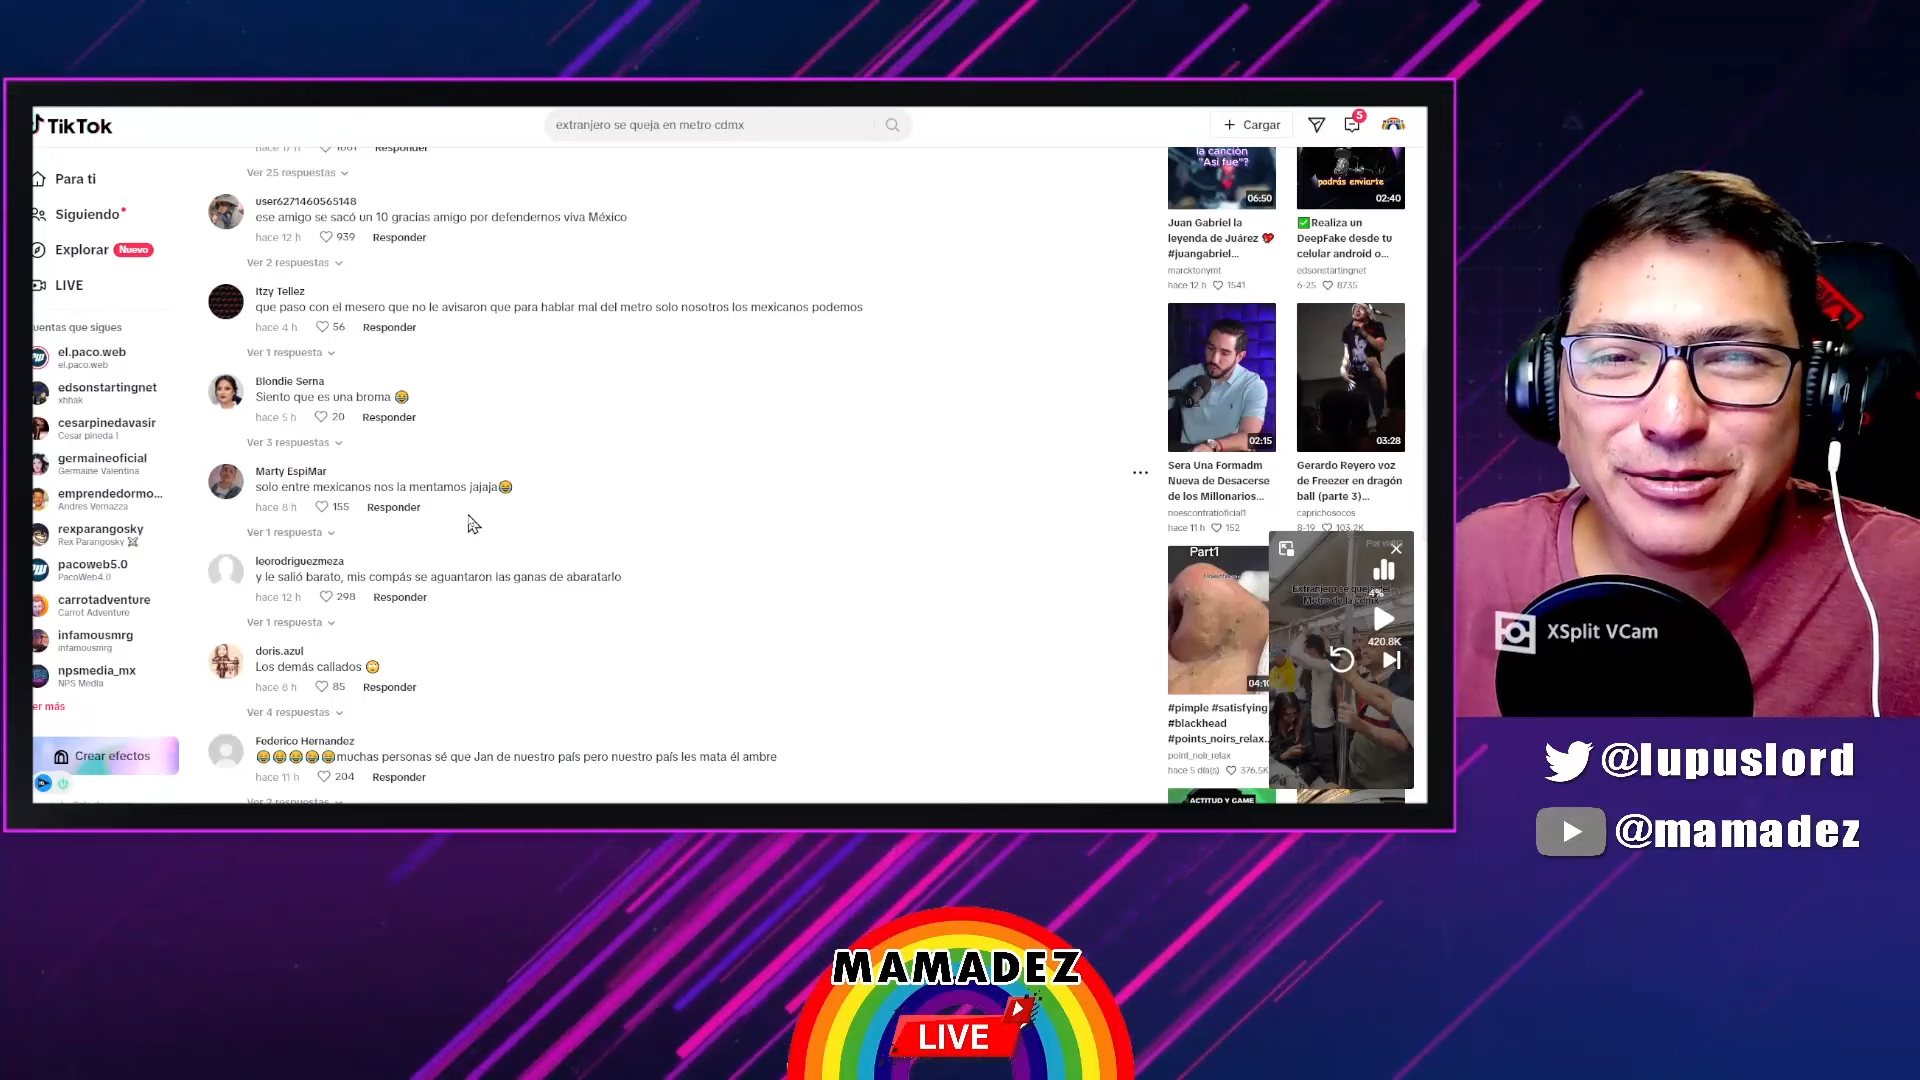 TikTok
extranjero se queja en metro cdmx
Cargar
5
Para ti
Siguiendo
Explorar Nuevo
LIVE
uentas que sigues
el.paco.web
el.paco.web
edsonstartingnet
xhhak
cesarpinedavasir
Cesar pineda !
germaineoficial
Germaine Valentina
emprendedormo...
Andres Vernazza
rexparangosky
Rex Parangosky
pacoweb5.0
PacoWeb4.0
carrotadventure
Carrot Adventure
infamousmrg
infamousmrg
npsmedia_mx
NPS Media
er más
Crear efectos
hace 17 h 1661 Responder
Ver 25 respuestas
user6271460565148
ese amigo se sacó un 10 gracias amigo por defendernos viva México
hace 12 h 939 Responder
Ver 2 respuestas
Itzy Tellez
que paso con el mesero que no le avisaron que para hablar mal del metro solo nosotros los mexicanos podemos
hace 4 h 56 Responder
Ver 1 respuesta
Blondie Serna
Siento que es una broma 😂
hace 5 h 20 Responder
Ver 3 respuestas
Marty EspiMar
solo entre mexicanos nos la mentamos jajaja😂
hace 8 h 155 Responder
Ver 1 respuesta
leorodriguezmeza
y le salió barato, mis compás se aguantaron las ganas de abaratarlo
hace 12 h 298 Responder
Ver 1 respuesta
doris.azul
Los demás callados 🙄
hace 8 h 85 Responder
Ver 4 respuestas
Federico Hernandez
😂😂😂😂😂muchas personas sé que Jan de nuestro país pero nuestro país les mata él ambre
hace 11 h 204 Responder
Ver 2 respuestas
la canción
"Así fue"?
06:50
Juan Gabriel la
leyenda de Juárez 💔
#juangabriel...
marcktonymt
hace 12 h 1541
podrás enviarte
02:40
✅Realiza un
DeepFake desde tu
celular android o...
edsonstartingnet
6-25 8735
02:15
Sera Una Formadm
Nueva de Desacerse
de los Millonarios...
noescontratioficial1
hace 11 h 152
03:28
Gerardo Reyero voz
de Freezer en dragón
ball (parte 3)...
caprichosocos
8-19 103.2K
Part1
04:10
#pimple #satisfying
#blackhead
#points_noirs_relax...
point_noir_relax
hace 5 día(s) 376.5K
Extranjero se queja del
Metro de la cdmx
420.8K
ACTITUD Y GAME
XSplit VCam
@lupuslord
@mamadez
MAMADEZ
LIVE